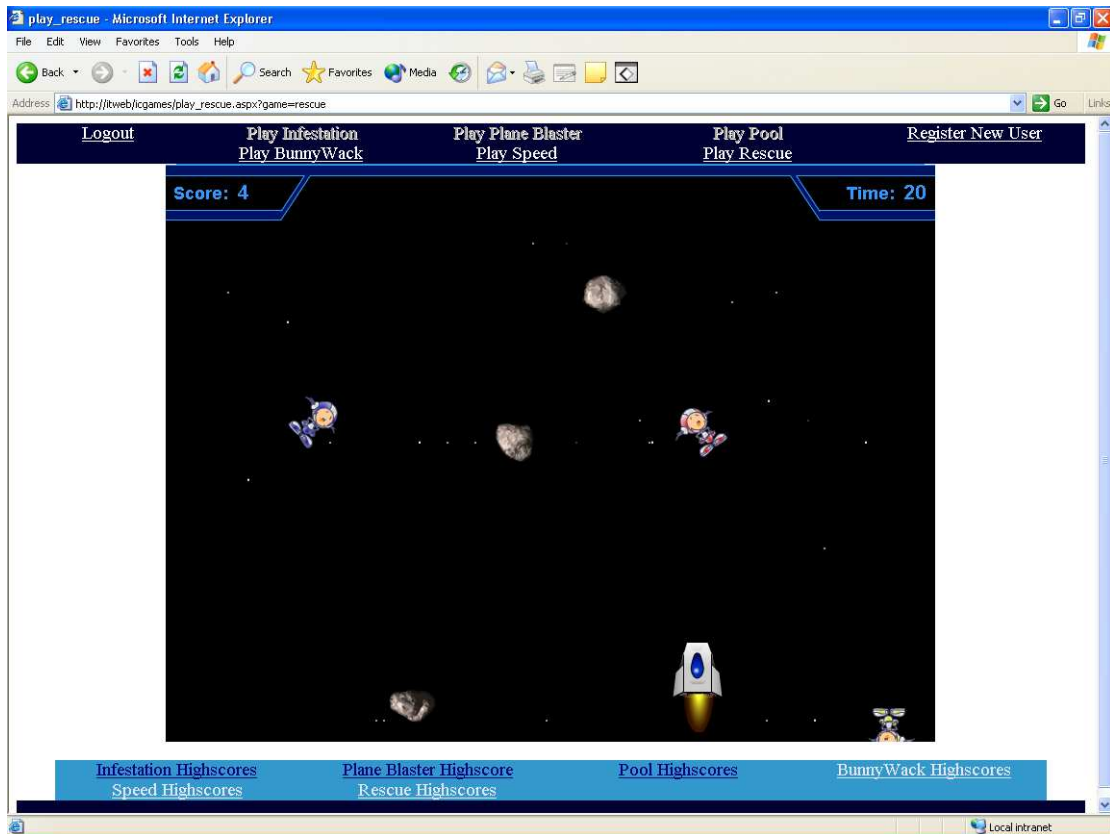 play_rescue - Microsoft Internet Explorer
File Edit View Favorites Tools Help
Back Search Favorites Media
Address http://itweb/icgames/play_rescue.aspx?game=rescue Go Links
Logout Play Infestation Play Plane Blaster Play Pool Register New User
Play BunnyWack Play Speed Play Rescue
Score: 4 Time: 20
Infestation Highscores Plane Blaster Highscore Pool Highscores BunnyWack Highscores
Speed Highscores Rescue Highscores
Local intranet